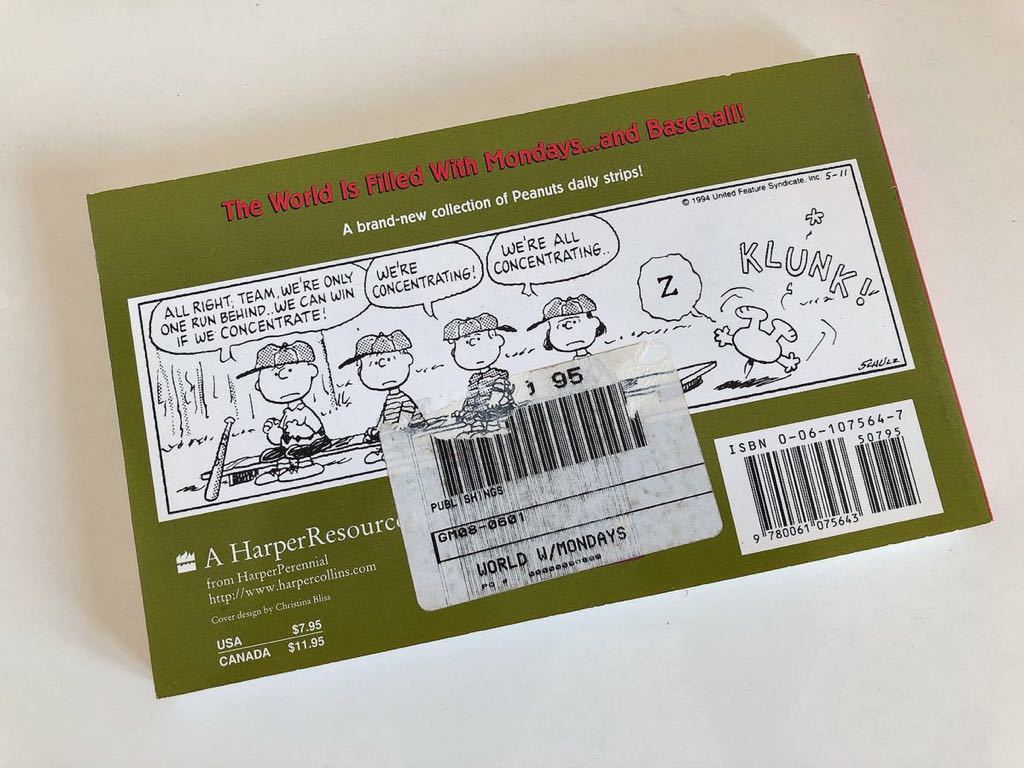 The World Is Filled With Mondays...and Baseball!
A brand-new collection of Peanuts daily strips!
© 1994 United Feature Syndicate, Inc. 5-11
ALL RIGHT, TEAM, WE'RE ONLY
ONE RUN BEHIND..WE CAN WIN
IF WE CONCENTRATE!
WE'RE
CONCENTRATING!
WE'RE ALL
CONCENTRATING..
Z
KLUNK!
SCHULZ
95
PUBLISHINGS
GM08-0601
WORLD W/MONDAYS
ISBN 0-06-107564-7
50795
9 780061 075643
A HarperResource
from HarperPerennial
http://www.harpercollins.com
Cover design by Christina Bliss
USA $7.95
CANADA $11.95